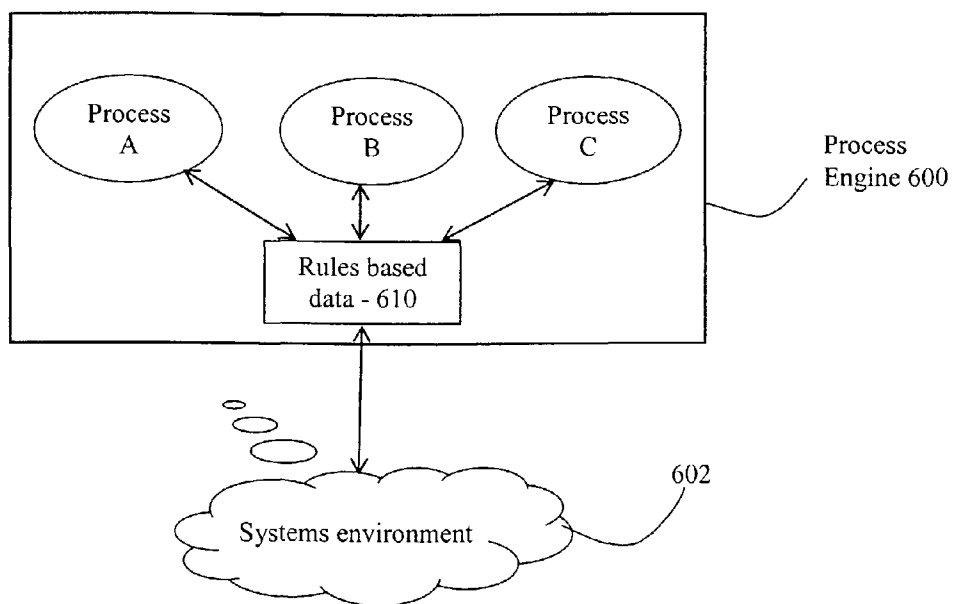 Process
A
Process
B
Process
C
Process
Engine 600
Rules based
data - 610
602
Systems environment